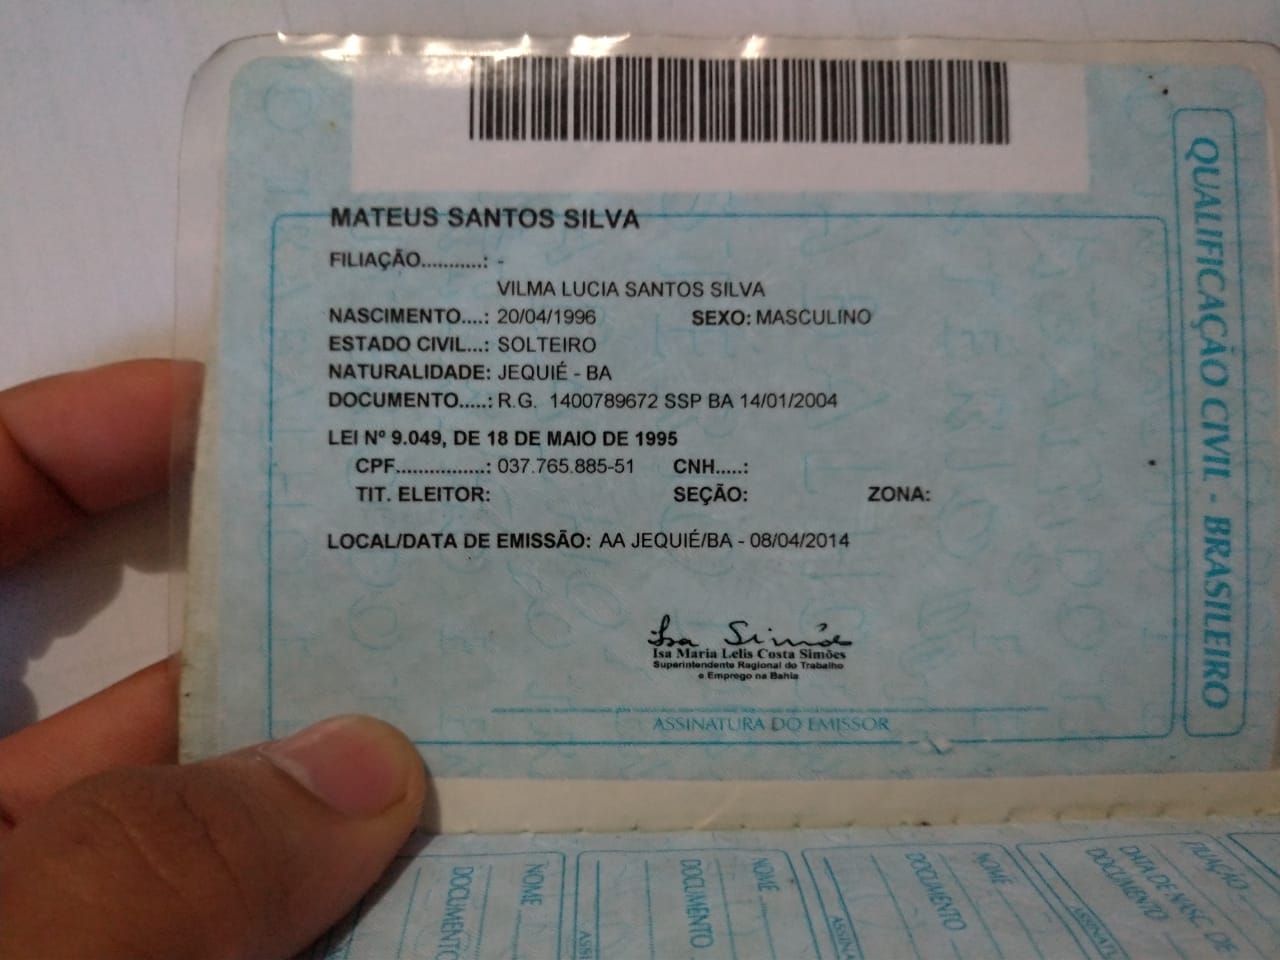 MATEUS SANTOS SILVA
FILIAÇÃO...........: -
VILMA LUCIA SANTOS SILVA
NASCIMENTO....: 20/04/1996 SEXO: MASCULINO
ESTADO CIVIL...: SOLTEIRO
NATURALIDADE: JEQUIÉ - BA
DOCUMENTO.....: R.G. 1400789672 SSP BA 14/01/2004
LEI Nº 9.049, DE 18 DE MAIO DE 1995
CPF................: 037.765.885-51 CNH.....:
TIT. ELEITOR: SEÇÃO: ZONA:
LOCAL/DATA DE EMISSÃO: AA JEQUIÉ/BA - 08/04/2014
Isa Simões
Isa Maria Lelis Costa Simões
Superintendente Regional do Trabalho
e Emprego na Bahia
ASSINATURA DO EMISSOR
QUALIFICAÇÃO CIVIL - BRASILEIRO
NOME
DOCUMENTO
NOME
DOCUMENTO
NOME
DOCUMENTO
FILIAÇÃO
DATA DE NASC.
DOCUMENTO